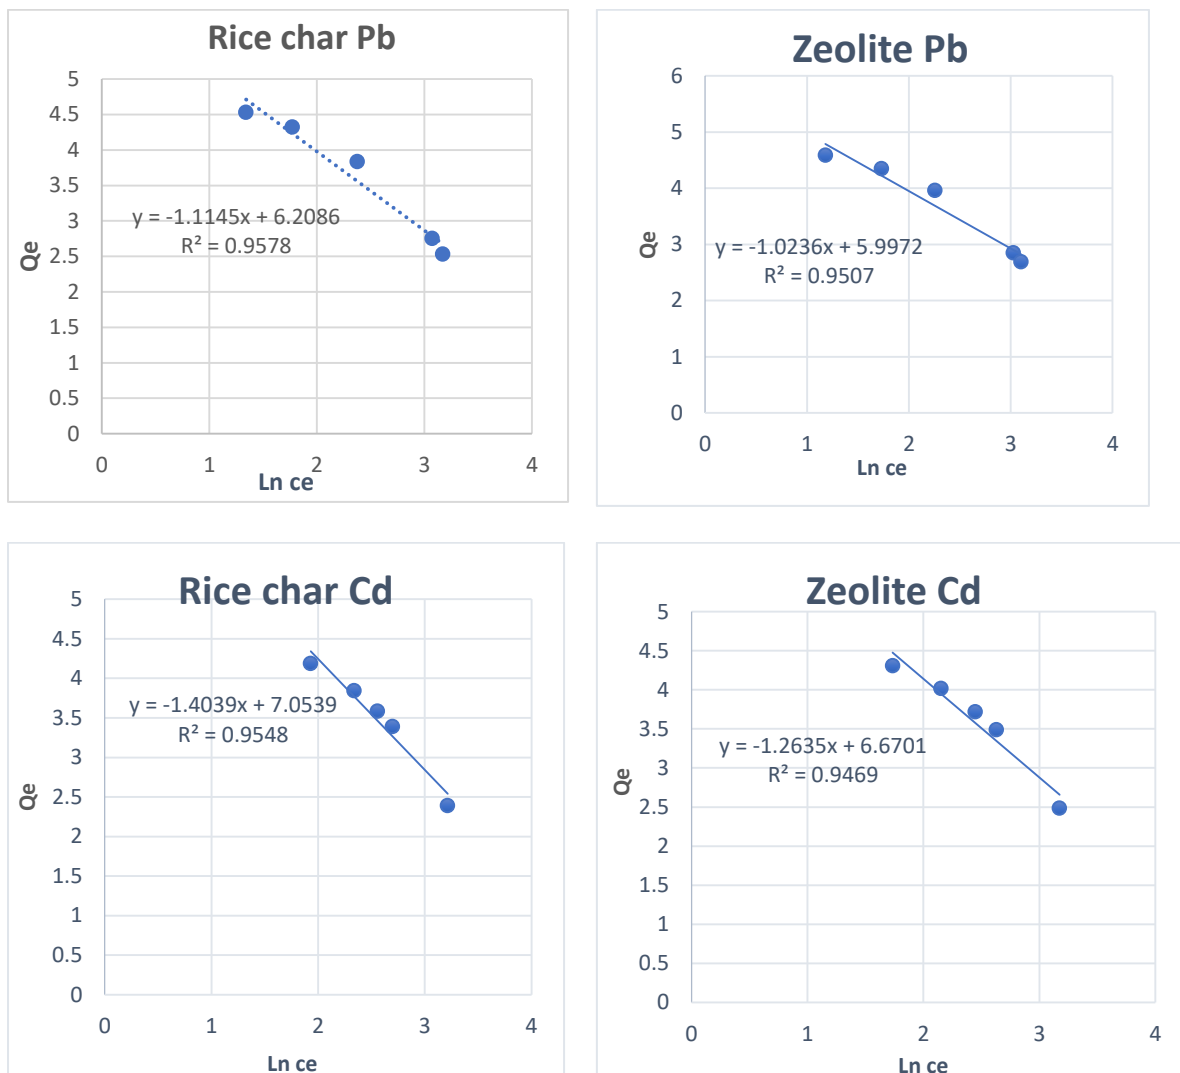 Rice char Pb
5
4.5
4
3.5
3
2.5
2
1.5
1
0.5
0
y = -1.1145x + 6.2086
R² = 0.9578
Qe
0 1 2 3 4
Ln ce
Zeolite Pb
6
5
4
3
2
1
0
y = -1.0236x + 5.9972
R² = 0.9507
Qe
0 1 2 3 4
Ln ce
Rice char Cd
5
4.5
4
3.5
3
2.5
2
1.5
1
0.5
0
y = -1.4039x + 7.0539
R² = 0.9548
Qe
0 1 2 3 4
Ln ce
Zeolite Cd
5
4.5
4
3.5
3
2.5
2
1.5
1
0.5
0
y = -1.2635x + 6.6701
R² = 0.9469
Qe
0 1 2 3 4
Ln ce